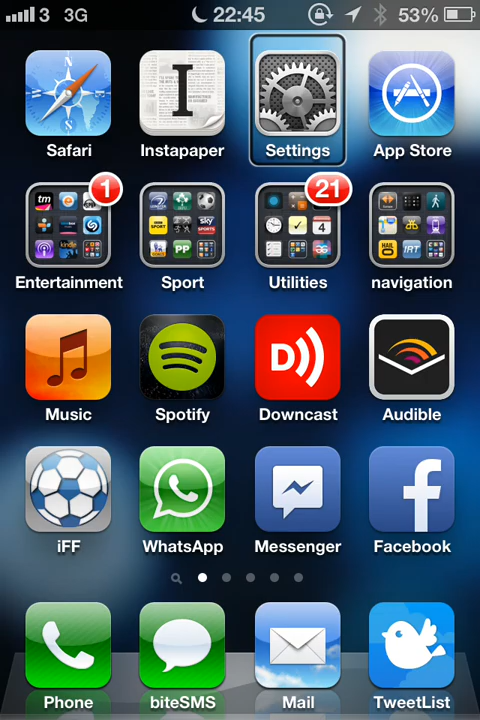 3 3G 22:45 53%
Safari Instapaper Settings App Store
1 21
Entertainment Sport Utilities navigation
Music Spotify Downcast Audible
iFF WhatsApp Messenger Facebook
Phone biteSMS Mail TweetList